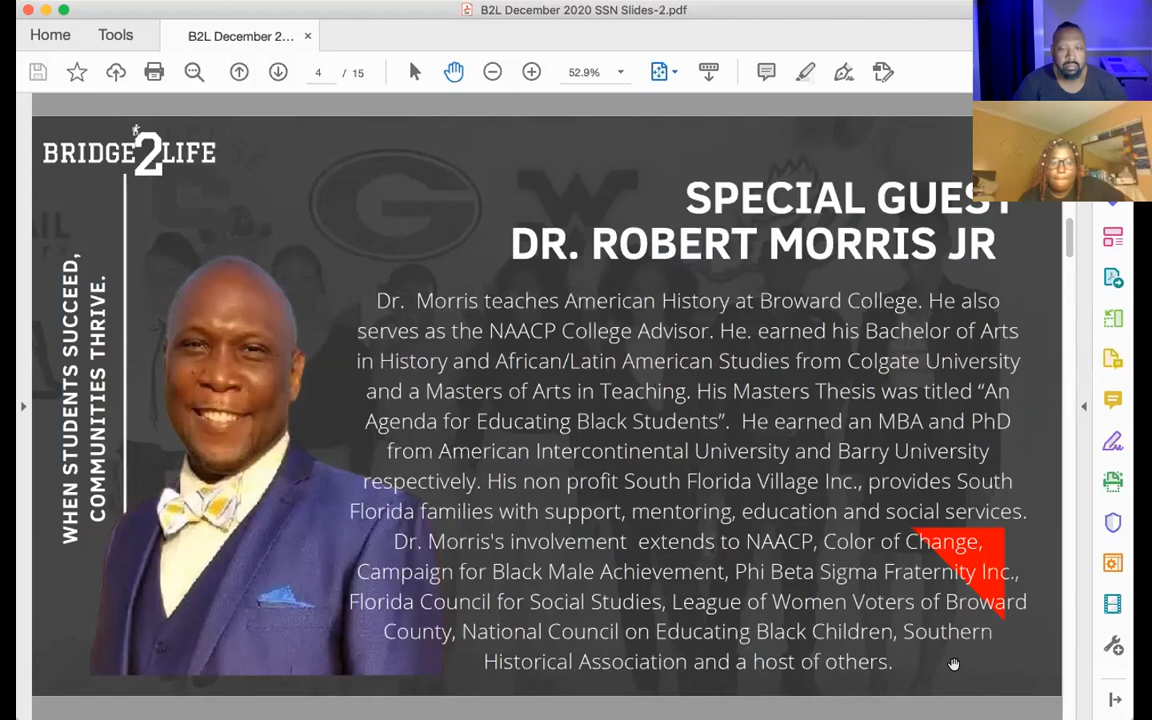 B2L December 2020 SSN Slides-2.pdf
Home
Tools
B2L December 2...
×
4 / 15
52.9%
BRIDGE2LIFE
WHEN STUDENTS SUCCEED,
COMMUNITIES THRIVE.
SPECIAL GUEST
DR. ROBERT MORRIS JR
Dr. Morris teaches American History at Broward College. He also
serves as the NAACP College Advisor. He. earned his Bachelor of Arts
in History and African/Latin American Studies from Colgate University
and a Masters of Arts in Teaching. His Masters Thesis was titled “An
Agenda for Educating Black Students”. He earned an MBA and PhD
from American Intercontinental University and Barry University
respectively. His non profit South Florida Village Inc., provides South
Florida families with support, mentoring, education and social services.
Dr. Morris's involvement extends to NAACP, Color of Change,
Campaign for Black Male Achievement, Phi Beta Sigma Fraternity Inc.,
Florida Council for Social Studies, League of Women Voters of Broward
County, National Council on Educating Black Children, Southern
Historical Association and a host of others.